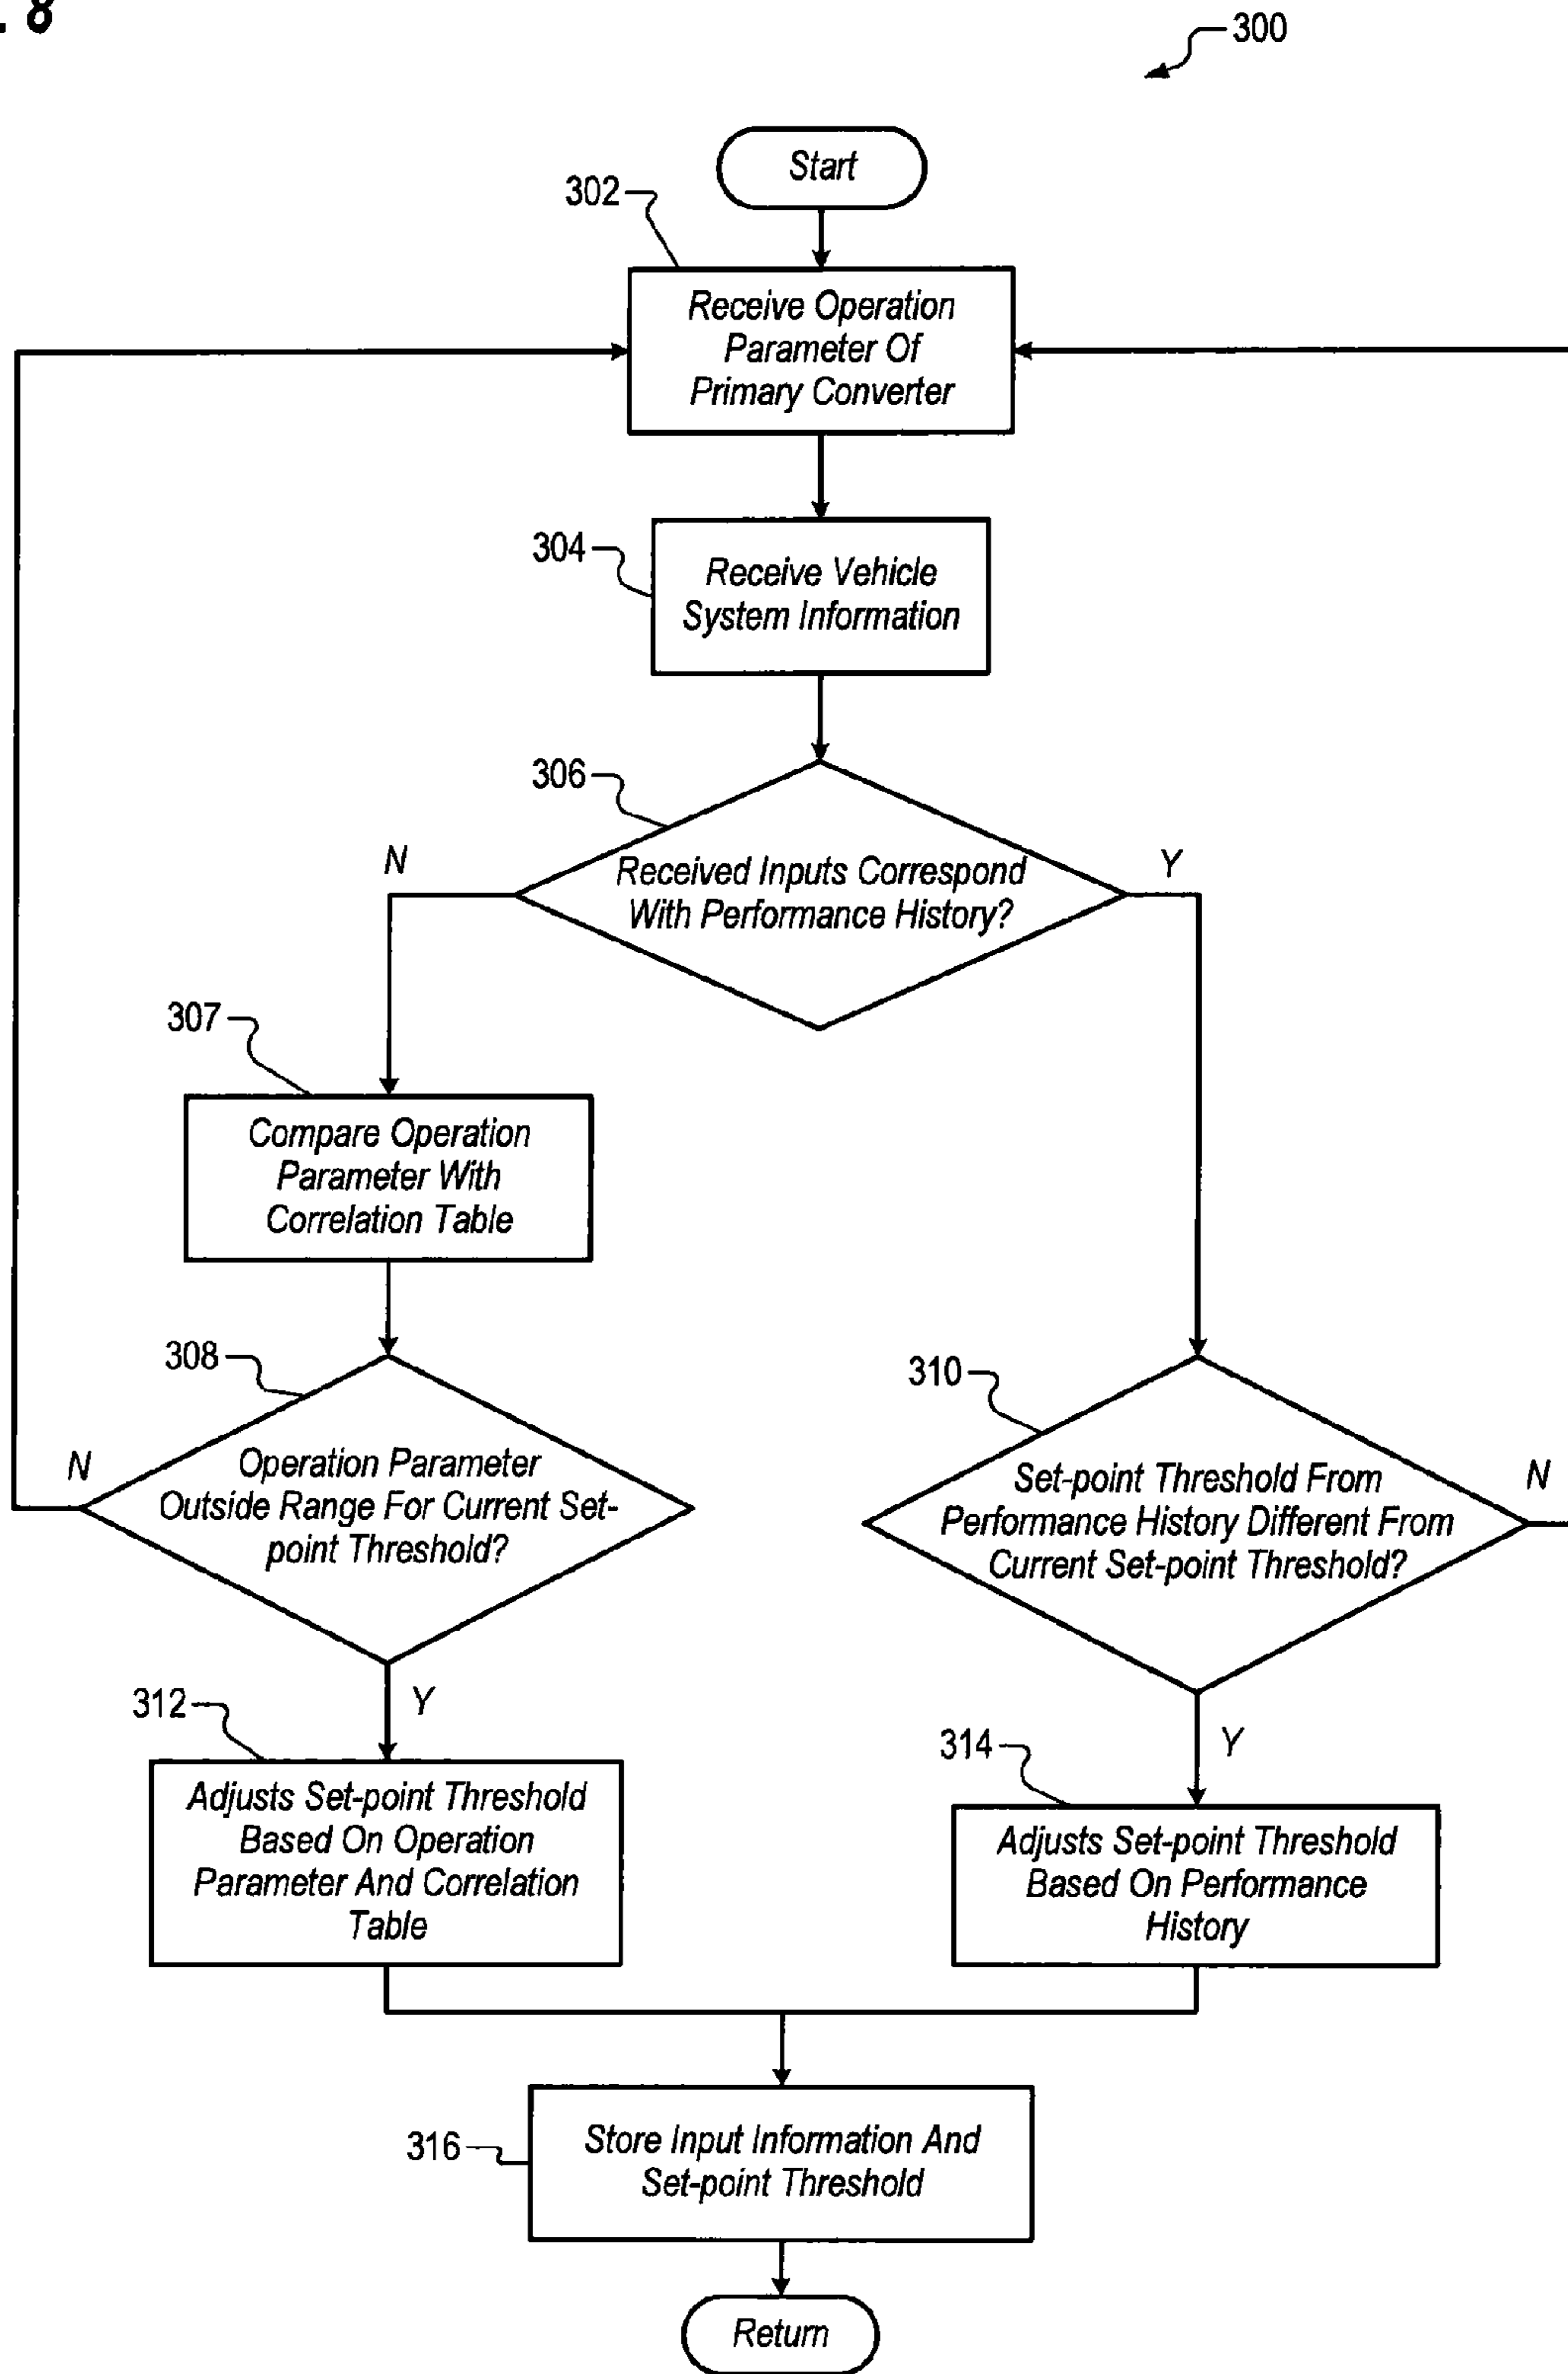 . 8
300
Start
302
Receive Operation
Parameter Of
Primary Converter
304
Receive Vehicle
System Information
306
N
Received Inputs Correspond
With Performance History?
Y
307
Compare Operation
Parameter With
Correlation Table
308
N
Operation Parameter
Outside Range For Current Set-
point Threshold?
310
Set-point Threshold From
Performance History Different From
Current Set-point Threshold?
N
312
Y
Adjusts Set-point Threshold
Based On Operation
Parameter And Correlation
Table
314
Y
Adjusts Set-point Threshold
Based On Performance
History
316
Store Input Information And
Set-point Threshold
Return